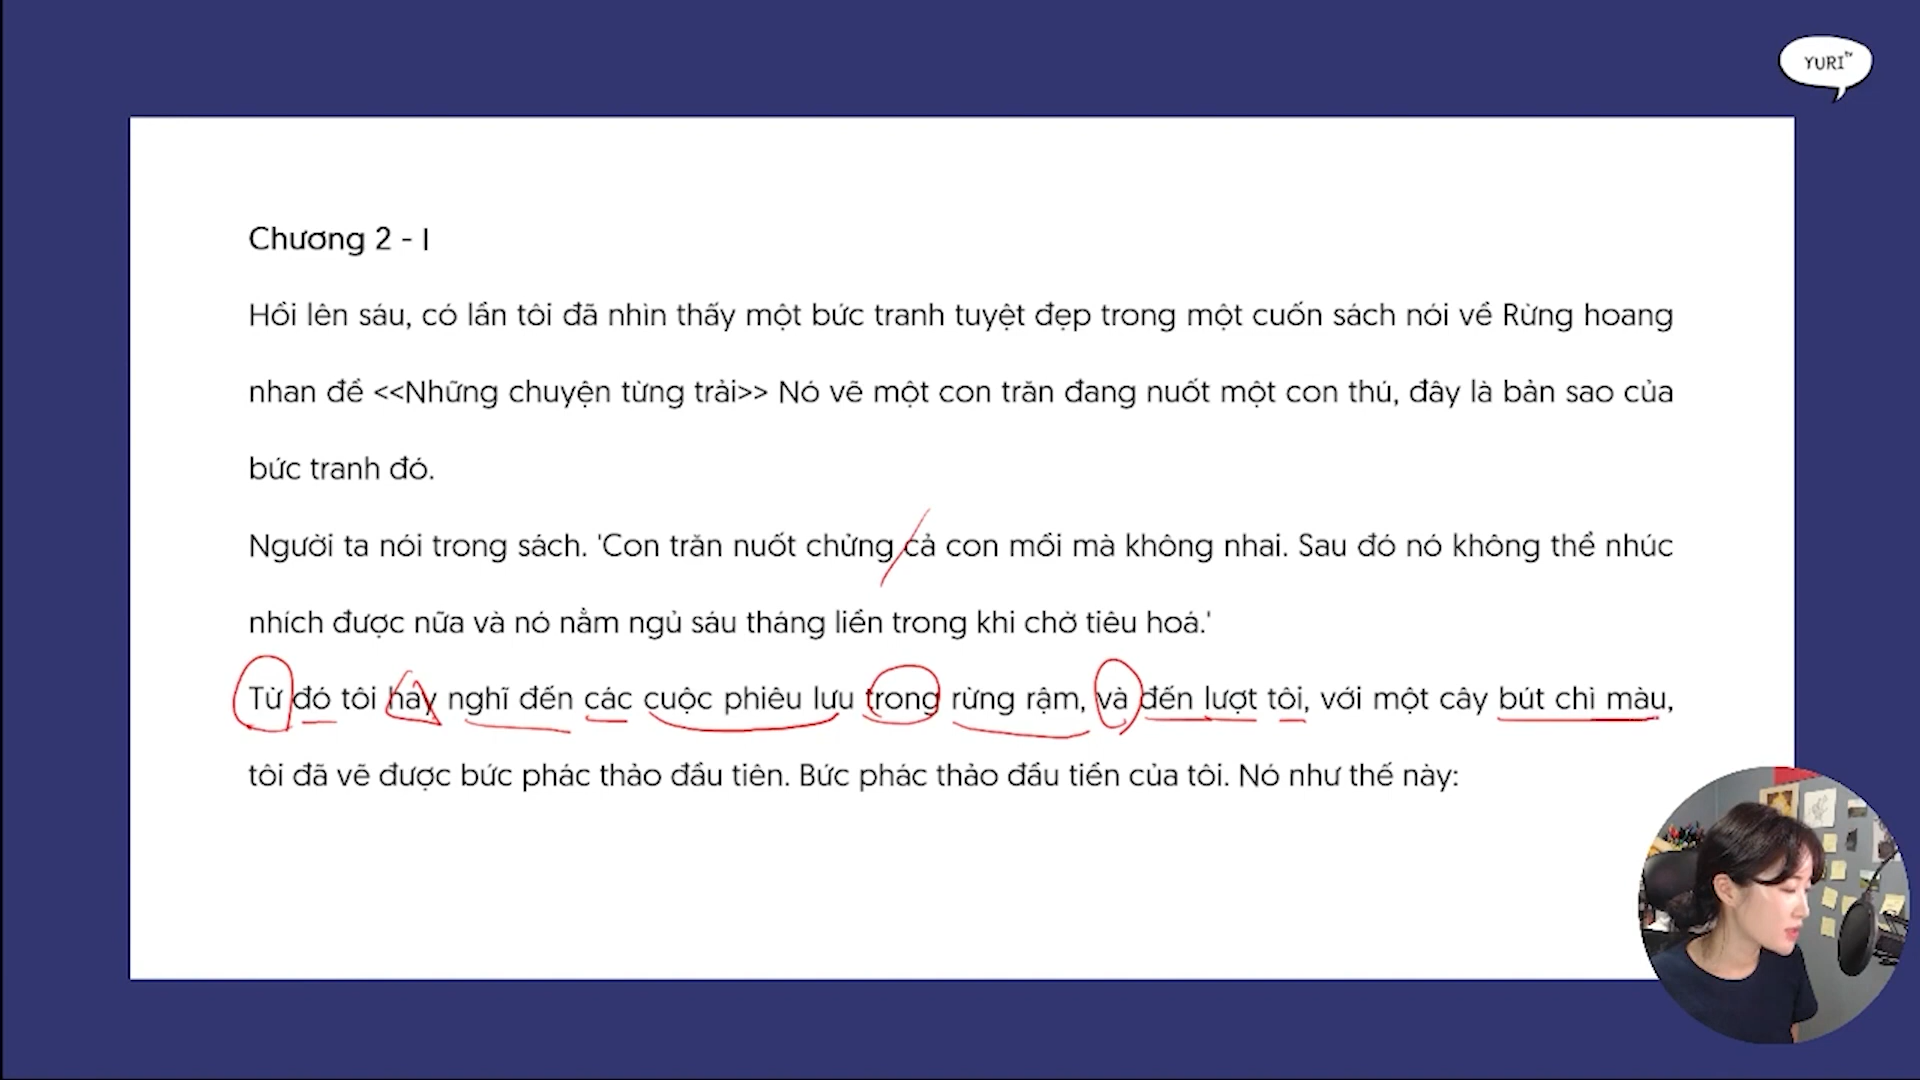 YURI tv
Chương 2 - I
Hồi lên sáu, có lần tôi đã nhìn thấy một bức tranh tuyệt đẹp trong một cuốn sách nói về Rừng hoang
nhan đề <<Những chuyện từng trải>> Nó vẽ một con trăn đang nuốt một con thú, đây là bản sao của
bức tranh đó.
Người ta nói trong sách. 'Con trăn nuốt chửng cả con mồi mà không nhai. Sau đó nó không thể nhúc
nhích được nữa và nó nằm ngủ sáu tháng liền trong khi chờ tiêu hoá.'
Từ đó tôi hay nghĩ đến các cuộc phiêu lưu trong rừng rậm, và đến lượt tôi, với một cây bút chì màu,
tôi đã vẽ được bức phác thảo đầu tiên. Bức phác thảo đầu tiền của tôi. Nó như thế này: